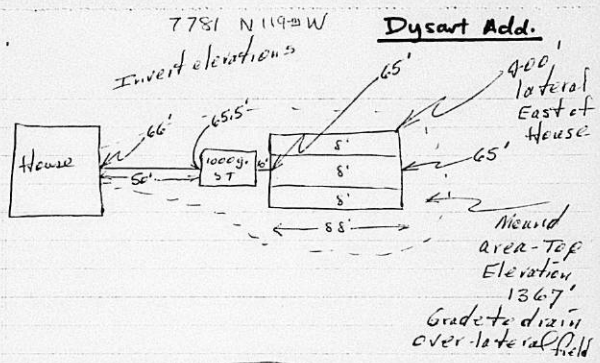 7781 N 119th W
Dysart Add.
Invert elevations
65'
400'
lateral
East of
House
66'
65.5'
House
1000g.
ST
10'
8'
8'
8'
65'
50'
88'
Mound
area-Top
Elevation
1367'
Grade to drain
over-lateral field